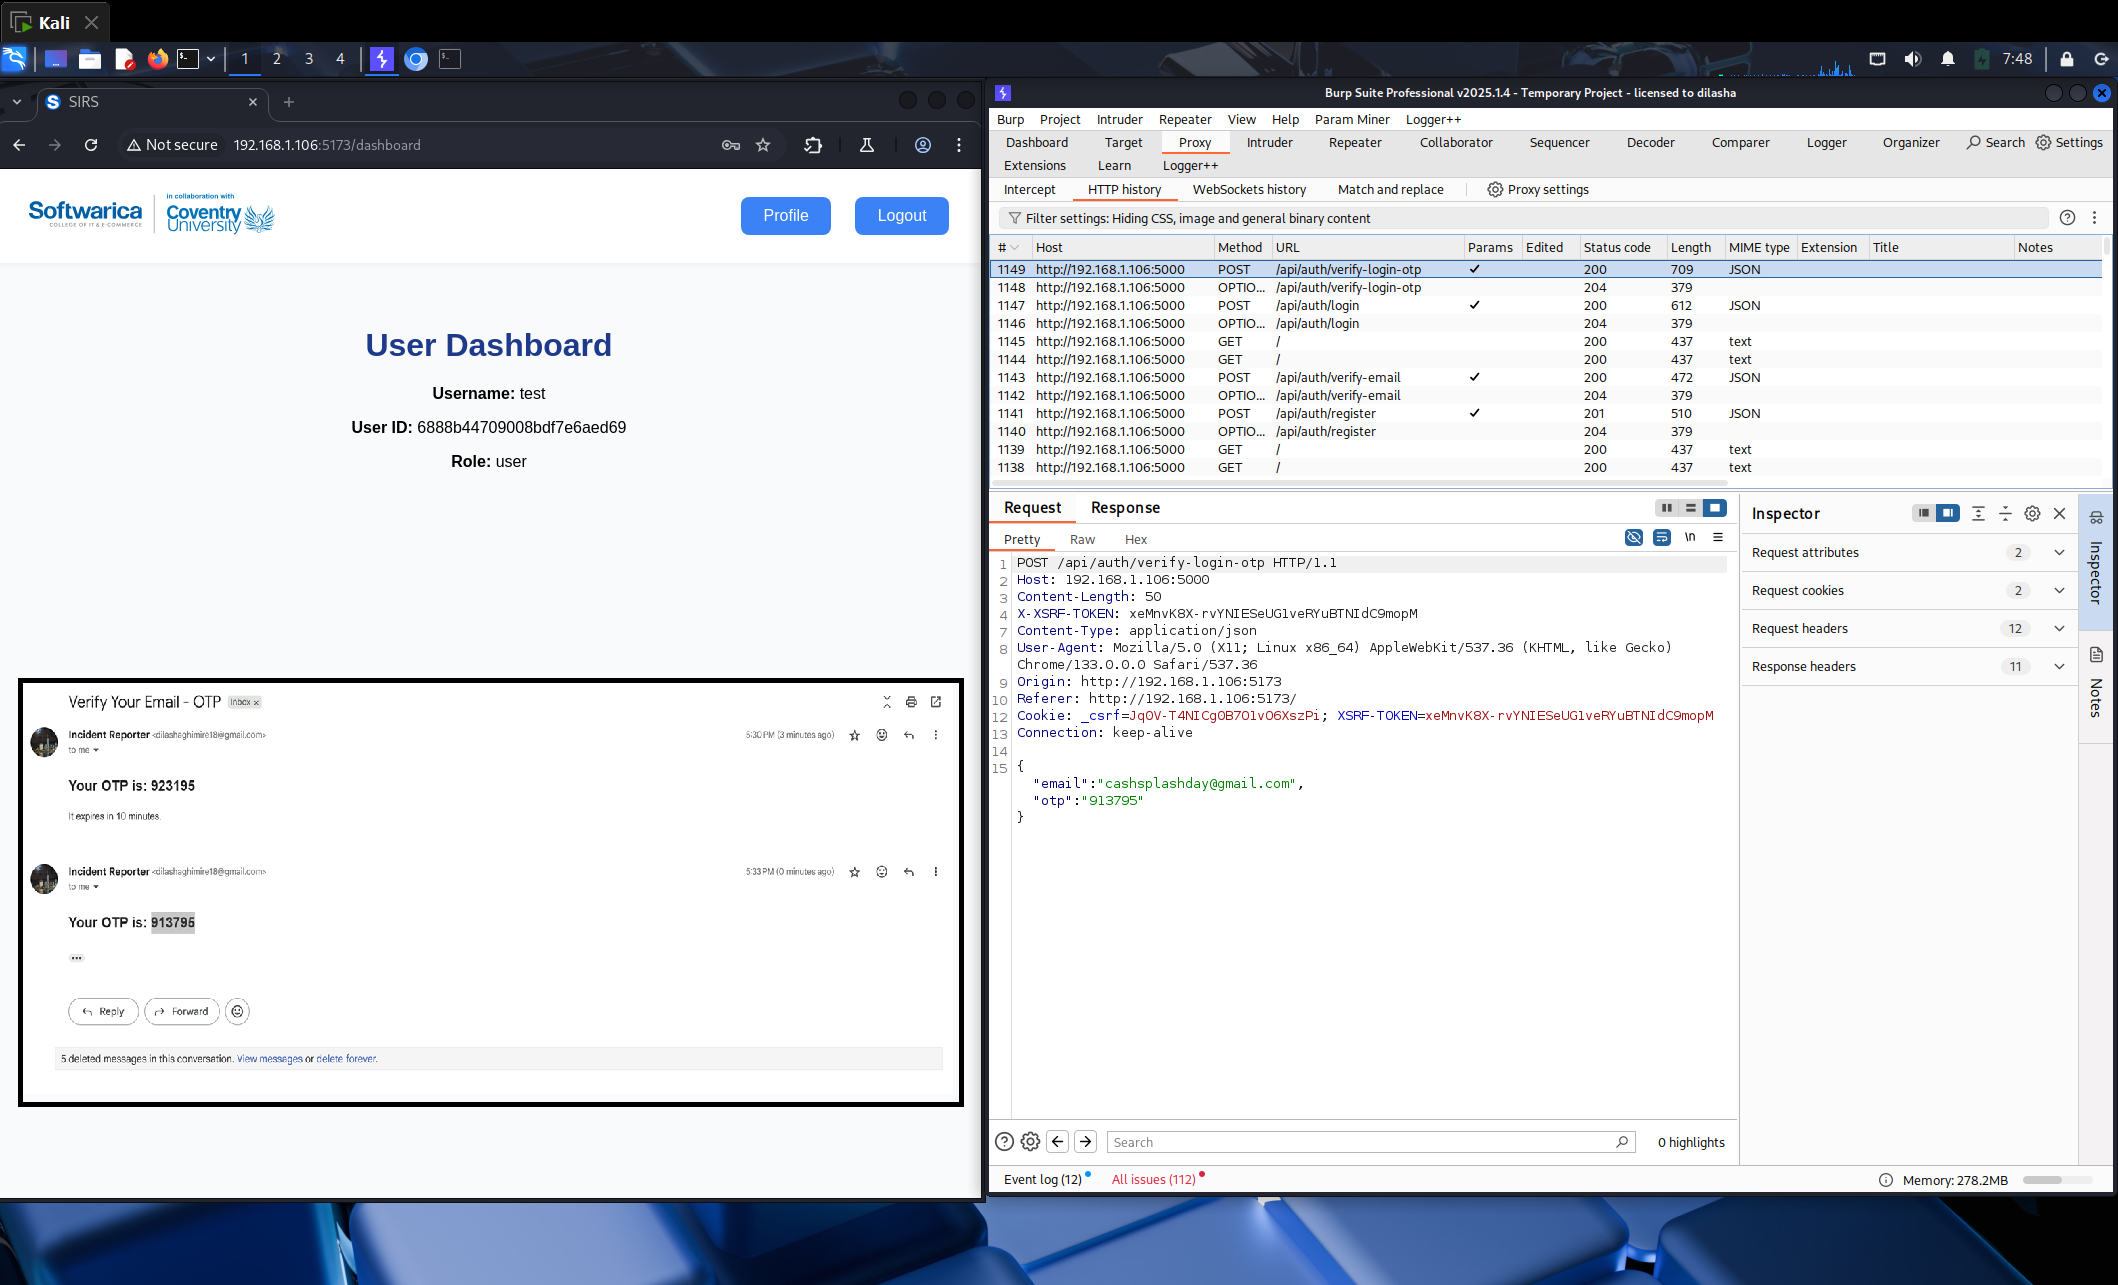 Kali
1 2 3 4
7:48
SIRS
Not secure 192.168.1.106:5173/dashboard
Softwarica
COLLEGE OF IT & E-COMMERCE
in collaboration with
Coventry
University
Profile
Logout
User Dashboard
Username: test
User ID: 6888b44709008bdf7e6aed69
Role: user
Verify Your Email - OTP Inbox x
Incident Reporter <dilashaghimire18@gmail.com> 5:30 PM (3 minutes ago)
to me
Your OTP is: 923195
It expires in 10 minutes.
Incident Reporter <dilashaghimire18@gmail.com> 5:33 PM (0 minutes ago)
to me
Your OTP is: 913795
Reply Forward
5 deleted messages in this conversation. View messages or delete forever.
Burp Suite Professional v2025.1.4 - Temporary Project - licensed to dilasha
Burp Project Intruder Repeater View Help Param Miner Logger++
Dashboard Target Proxy Intruder Repeater Collaborator Sequencer Decoder Comparer Logger Organizer Search Settings
Extensions Learn Logger++
Intercept HTTP history WebSockets history Match and replace Proxy settings
Filter settings: Hiding CSS, image and general binary content
# Host Method URL Params Edited Status code Length MIME type Extension Title Notes
1149 http://192.168.1.106:5000 POST /api/auth/verify-login-otp ✓ 200 709 JSON
1148 http://192.168.1.106:5000 OPTIO... /api/auth/verify-login-otp 204 379
1147 http://192.168.1.106:5000 POST /api/auth/login ✓ 200 612 JSON
1146 http://192.168.1.106:5000 OPTIO... /api/auth/login 204 379
1145 http://192.168.1.106:5000 GET / 200 437 text
1144 http://192.168.1.106:5000 GET / 200 437 text
1143 http://192.168.1.106:5000 POST /api/auth/verify-email ✓ 200 472 JSON
1142 http://192.168.1.106:5000 OPTIO... /api/auth/verify-email 204 379
1141 http://192.168.1.106:5000 POST /api/auth/register ✓ 201 510 JSON
1140 http://192.168.1.106:5000 OPTIO... /api/auth/register 204 379
1139 http://192.168.1.106:5000 GET / 200 437 text
1138 http://192.168.1.106:5000 GET / 200 437 text
Request Response
Pretty Raw Hex \n
1 POST /api/auth/verify-login-otp HTTP/1.1
2 Host: 192.168.1.106:5000
3 Content-Length: 50
4 X-XSRF-TOKEN: xeMnvK8X-rvYNIESeUGlveRYuBTNIdC9mopM
7 Content-Type: application/json
8 User-Agent: Mozilla/5.0 (X11; Linux x86_64) AppleWebKit/537.36 (KHTML, like Gecko)
Chrome/133.0.0.0 Safari/537.36
9 Origin: http://192.168.1.106:5173
10 Referer: http://192.168.1.106:5173/
12 Cookie: _csrf=Jq0V-T4NICg0B7O1vO6XszPi; XSRF-TOKEN=xeMnvK8X-rvYNIESeUGlveRYuBTNIdC9mopM
13 Connection: keep-alive
14
15 {
"email":"cashsplashday@gmail.com",
"otp":"913795"
}
Inspector
Request attributes 2
Request cookies 2
Request headers 12
Response headers 11
Inspector
Notes
Search 0 highlights
Event log (12) All issues (112) Memory: 278.2MB